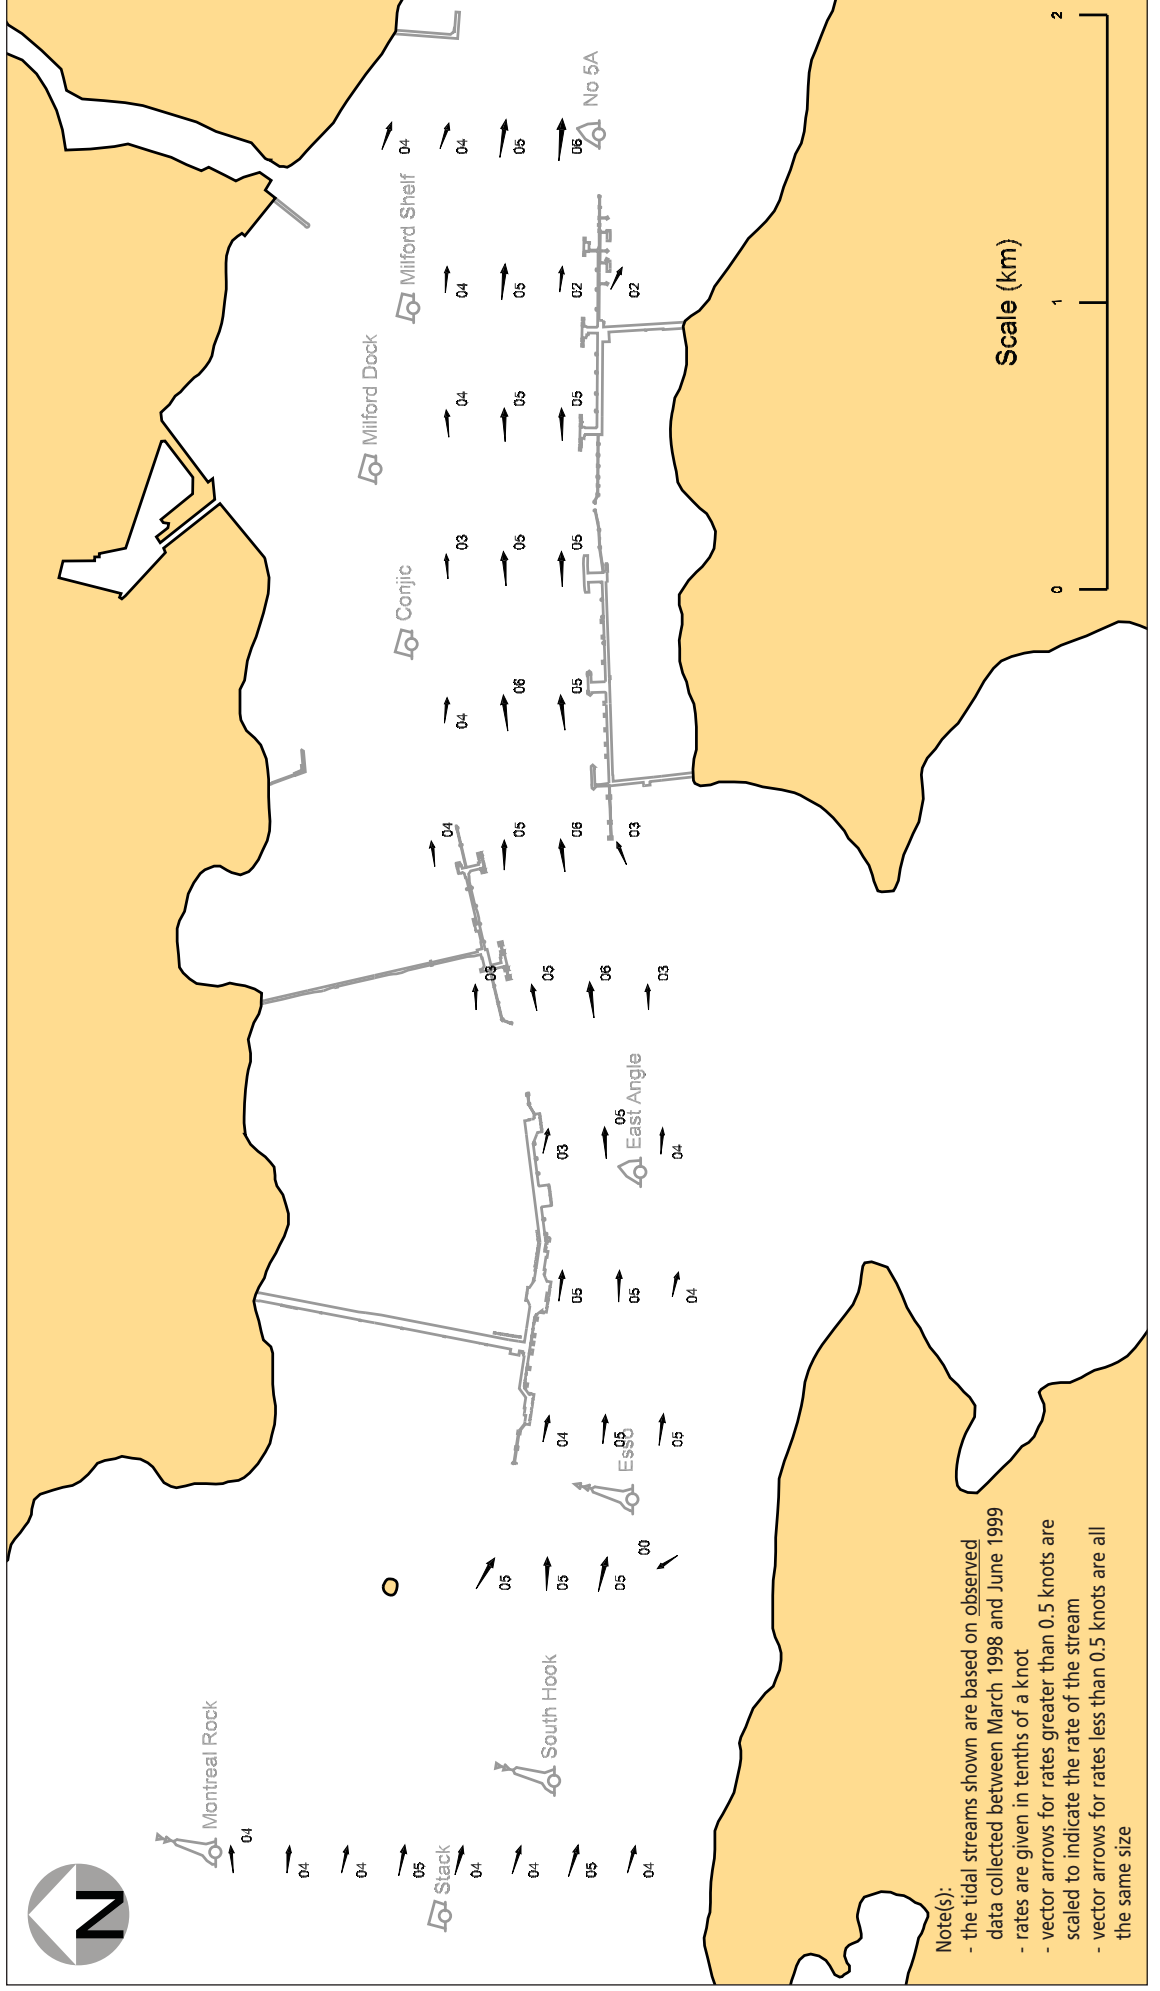 N
Montreal Rock
04
04
04
05
Stack
04
04
05
04
South Hook
05
05
05
00
Esso
04
05
05
05
05
04
East Angle
03
05
04
03
05
06
03
04
05
06
03
04
06
05
Conjic
03
05
05
Milford Dock
04
05
05
Milford Shelf
04
05
02
02
No 5A
04
04
05
06
Scale (km)
0
1
2
Note(s):
- the tidal streams shown are based on observed
data collected between March 1998 and June 1999
- rates are given in tenths of a knot
- vector arrows for rates greater than 0.5 knots are
scaled to indicate the rate of the stream
- vector arrows for rates less than 0.5 knots are all
the same size